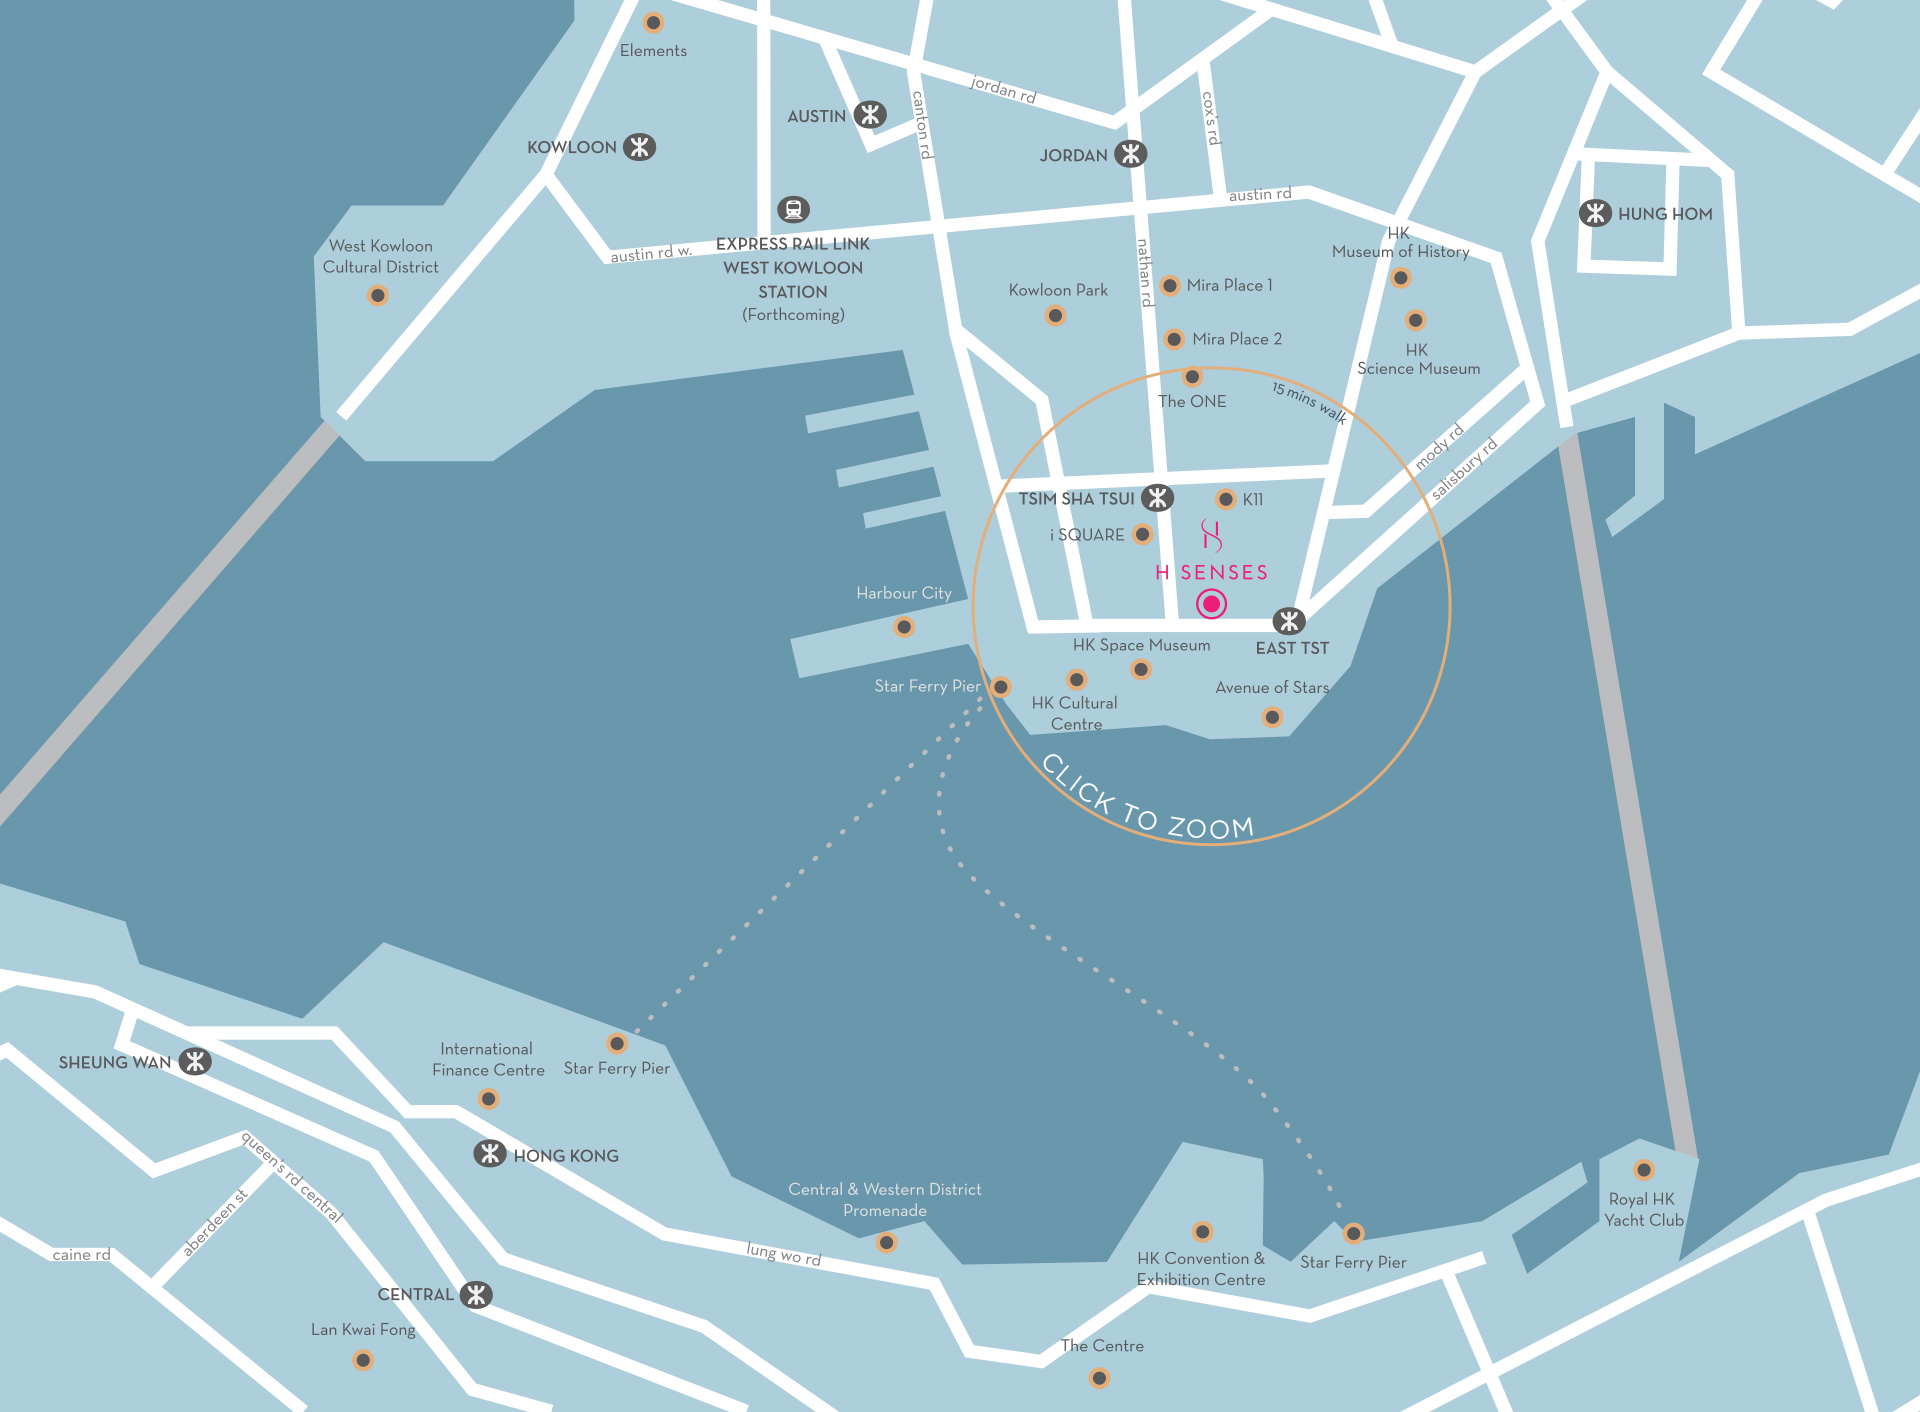 Elements
jordan rd
AUSTIN
canton rd
cox's rd
KOWLOON
JORDAN
austin rd
HUNG HOM
West Kowloon
Cultural District
austin rd w.
EXPRESS RAIL LINK
WEST KOWLOON
STATION
(Forthcoming)
nathan rd
HK
Museum of History
Kowloon Park
Mira Place 1
Mira Place 2
HK
Science Museum
The ONE
15 mins walk
mody rd
salisbury rd
TSIM SHA TSUI
K11
i SQUARE
H SENSES
Harbour City
HK Space Museum
EAST TST
Star Ferry Pier
HK Cultural
Centre
Avenue of Stars
CLICK TO ZOOM
SHEUNG WAN
International
Finance Centre
Star Ferry Pier
HONG KONG
queen's rd central
aberdeen st
caine rd
Central & Western District
Promenade
lung wo rd
HK Convention &
Exhibition Centre
Star Ferry Pier
Royal HK
Yacht Club
CENTRAL
Lan Kwai Fong
The Centre